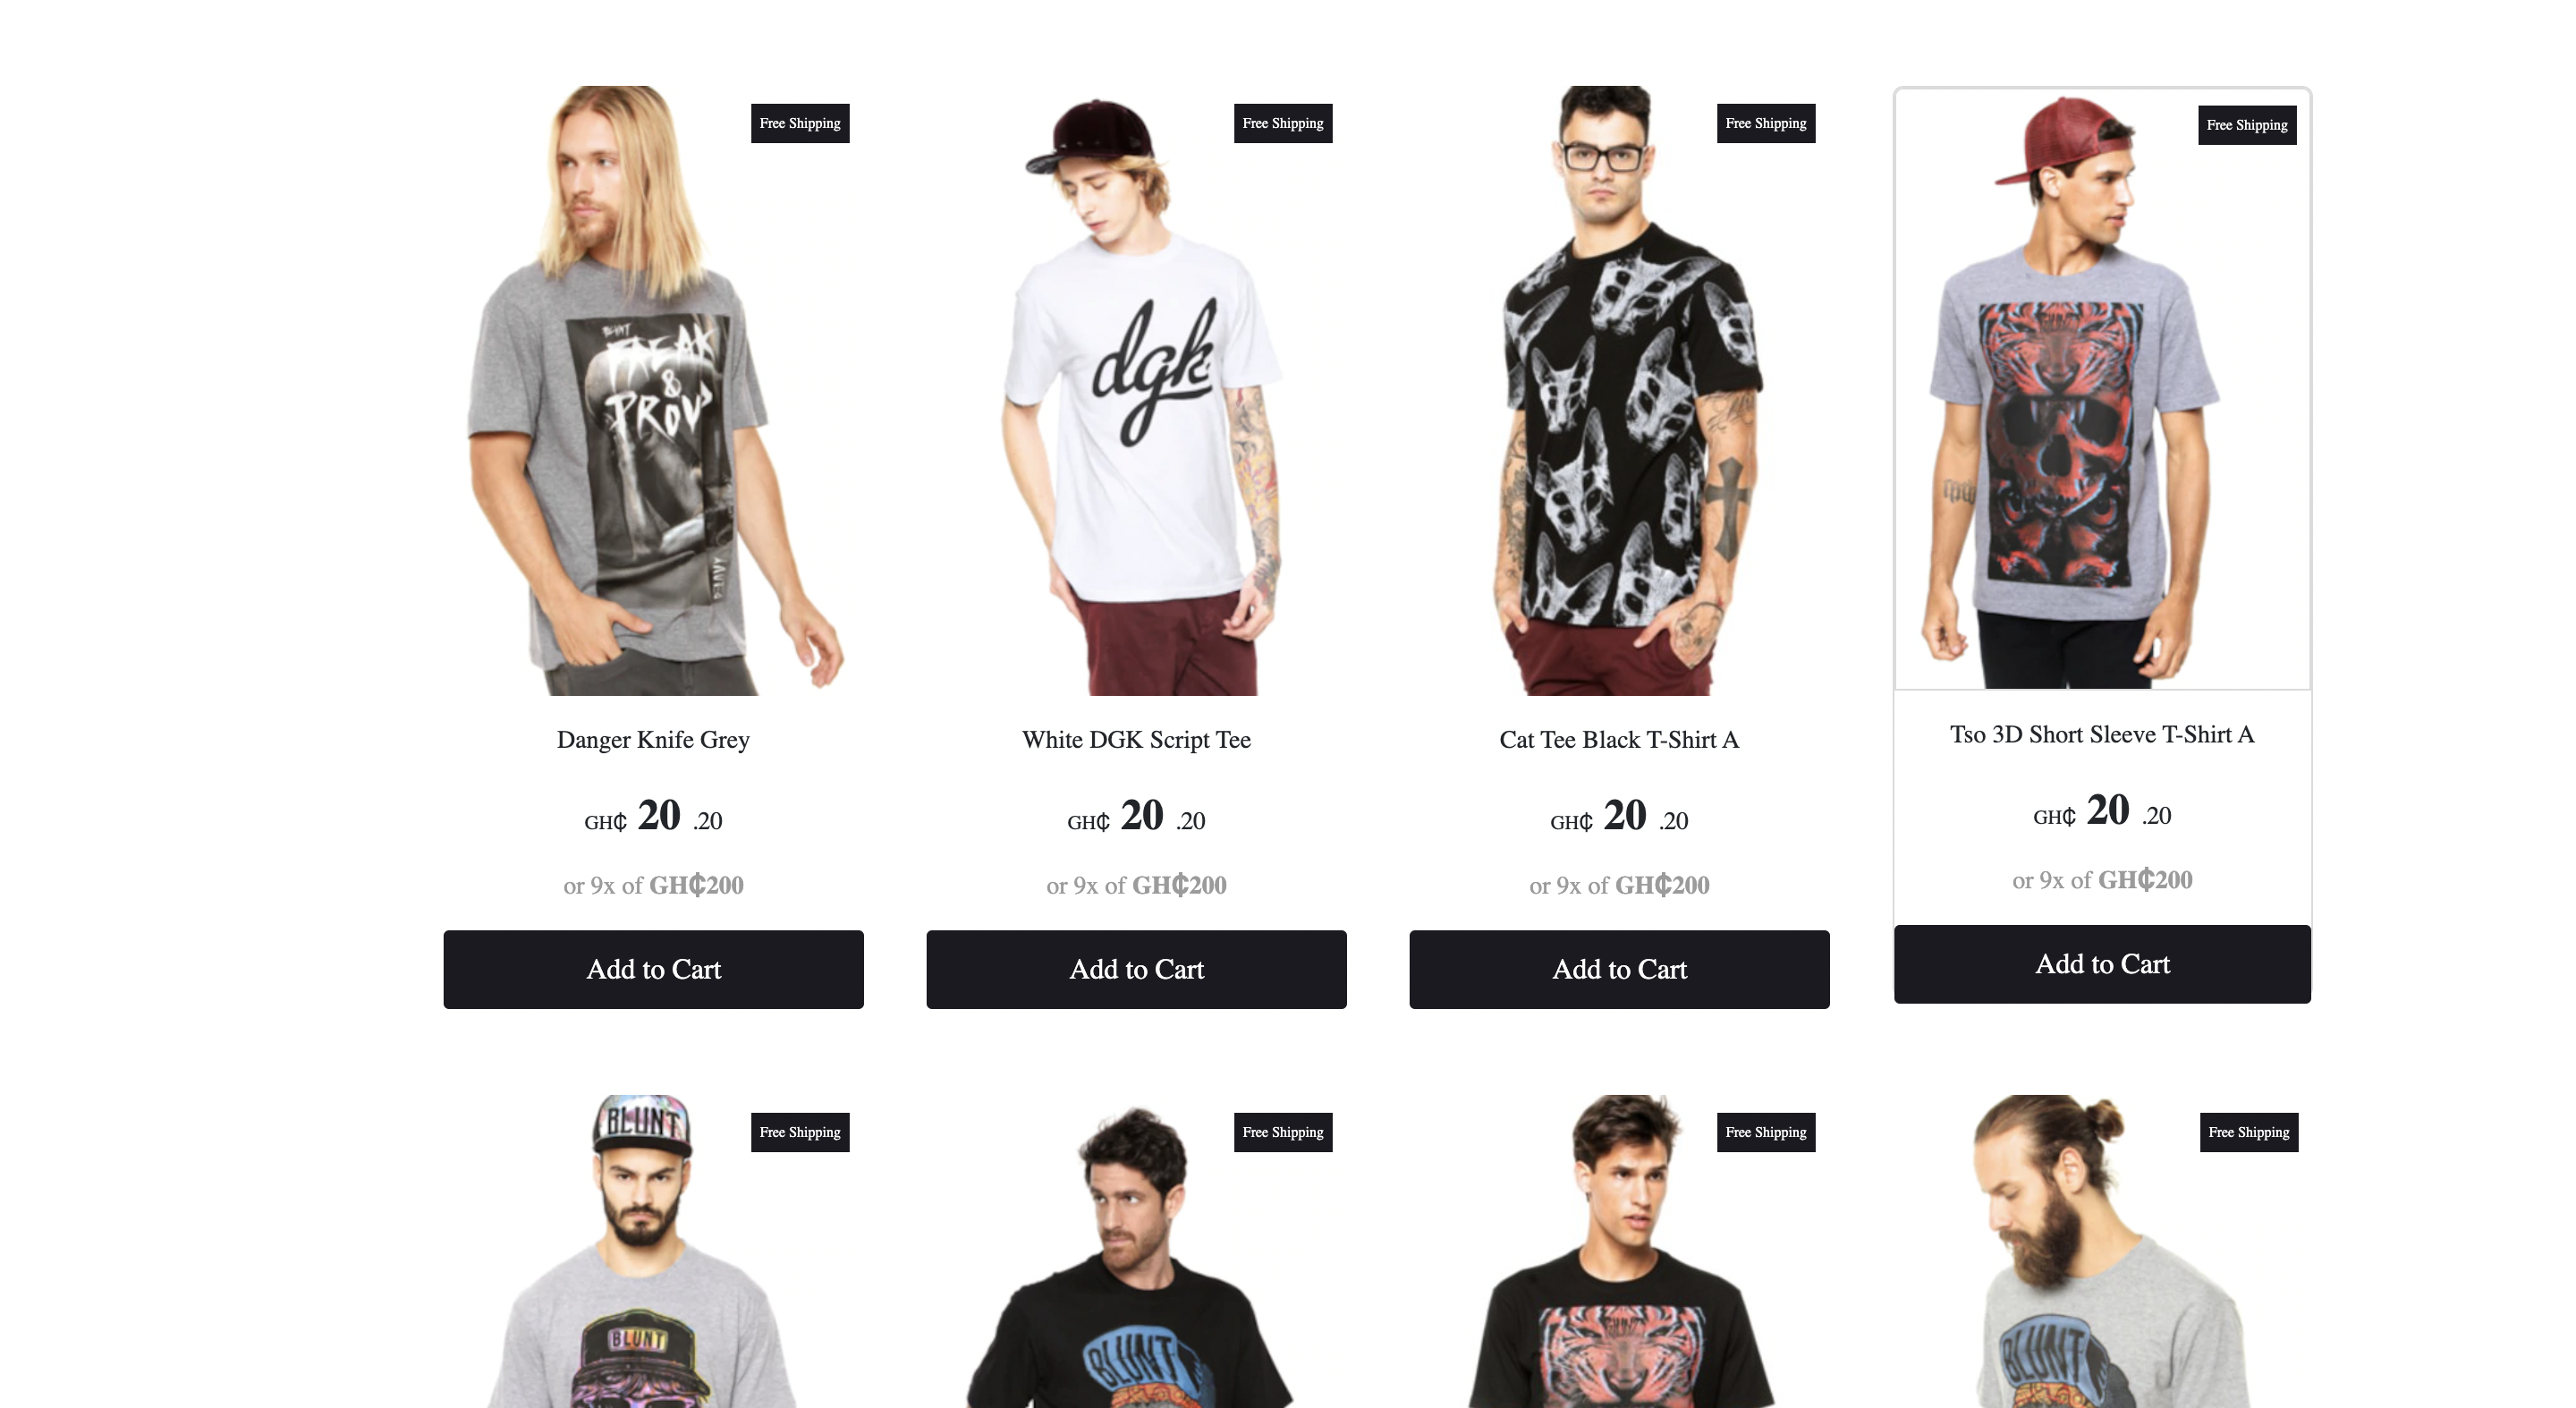 Free Shipping
Free Shipping
Free Shipping
Free Shipping
BLUNT
FREAK
&
PROUD
HEAVY
dgk
Danger Knife Grey
White DGK Script Tee
Cat Tee Black T-Shirt A
Tso 3D Short Sleeve T-Shirt A
GH₵ 20 .20
GH₵ 20 .20
GH₵ 20 .20
GH₵ 20 .20
or 9x of GH₵200
or 9x of GH₵200
or 9x of GH₵200
or 9x of GH₵200
Add to Cart
Add to Cart
Add to Cart
Add to Cart
Free Shipping
Free Shipping
Free Shipping
Free Shipping
BLUNT
BLUNT
BLUNT
BLUNT